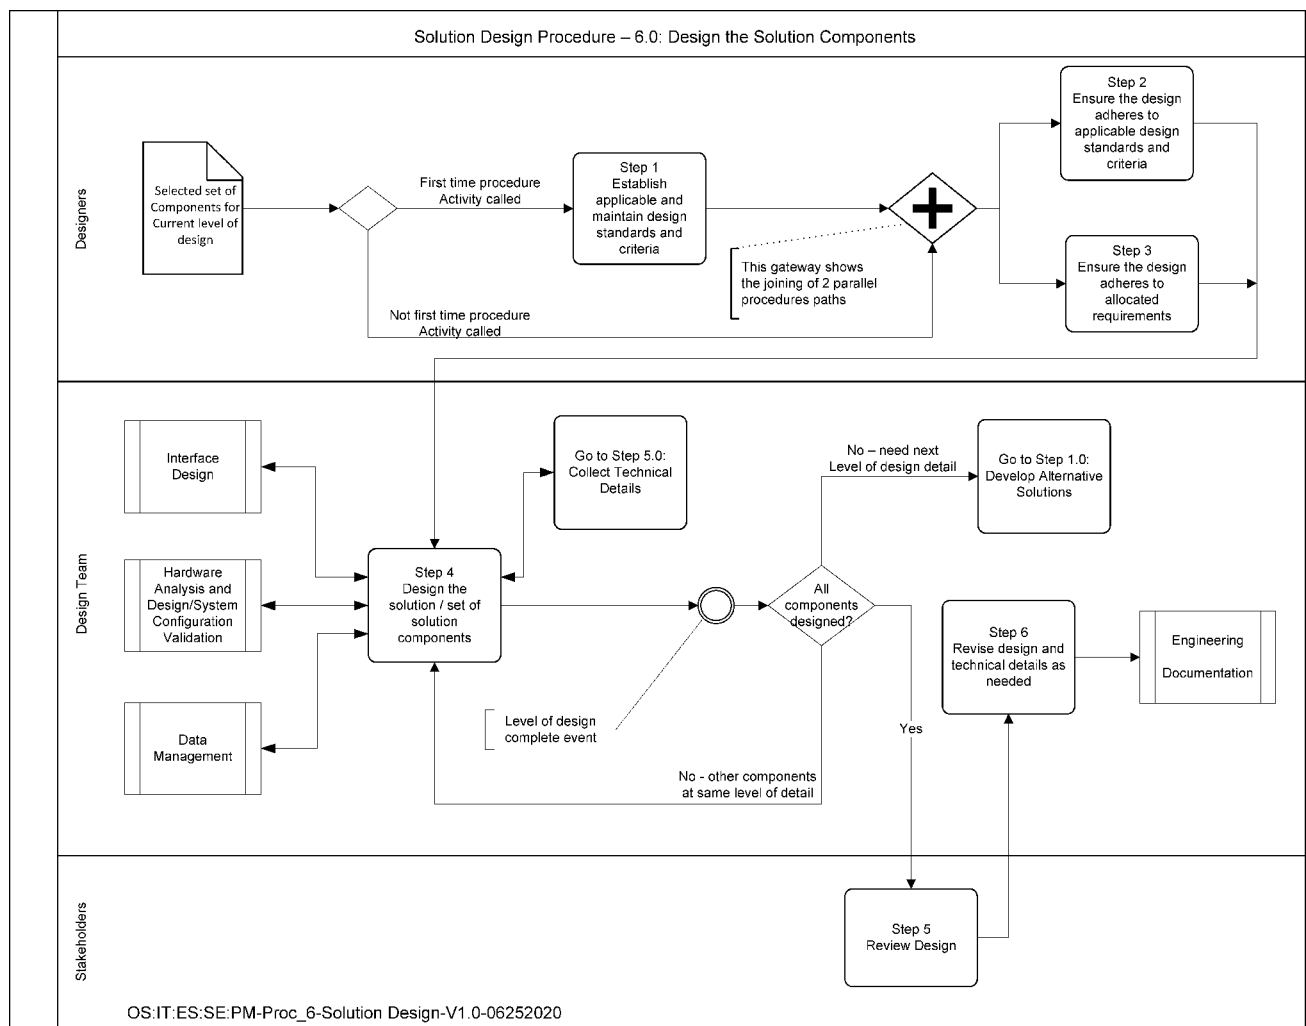 Solution Design Procedure – 6.0: Design the Solution Components
Designers
Selected set of
Components for
Current level of
design
First time procedure
Activity called
Not first time procedure
Activity called
Step 1
Establish
applicable and
maintain design
standards and
criteria
This gateway shows
the joining of 2 parallel
procedures paths
Step 2
Ensure the design
adheres to
applicable design
standards and
criteria
Step 3
Ensure the design
adheres to
allocated
requirements
Design Team
Interface
Design
Hardware
Analysis and
Design/System
Configuration
Validation
Data
Management
Step 4
Design the
solution / set of
solution
components
Go to Step 5.0:
Collect Technical
Details
Level of design
complete event
All
components
designed?
No – need next
Level of design detail
Go to Step 1.0:
Develop Alternative
Solutions
No - other components
at same level of detail
Yes
Step 6
Revise design and
technical details as
needed
Engineering
Documentation
Stakeholders
Step 5
Review Design
OS:IT:ES:SE:PM-Proc_6-Solution Design-V1.0-06252020